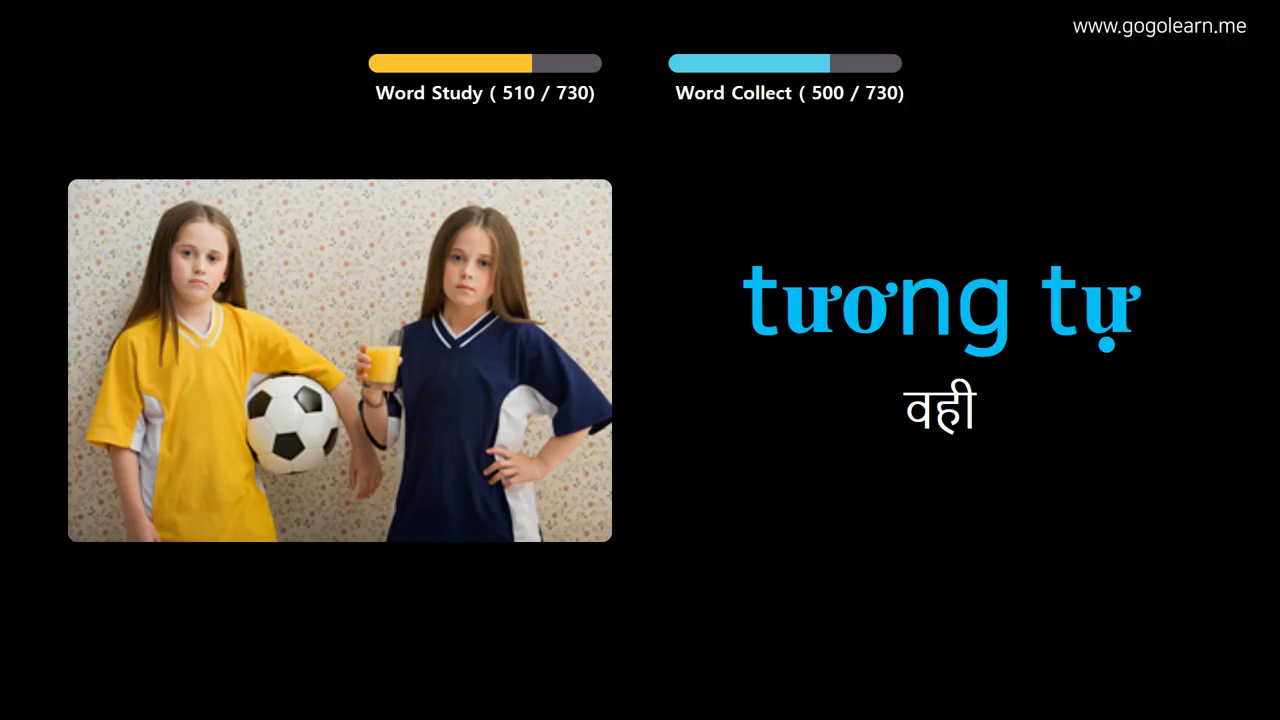 www.gogolearn.me
Word Study ( 510 / 730)
Word Collect ( 500 / 730)
tương tự
वही